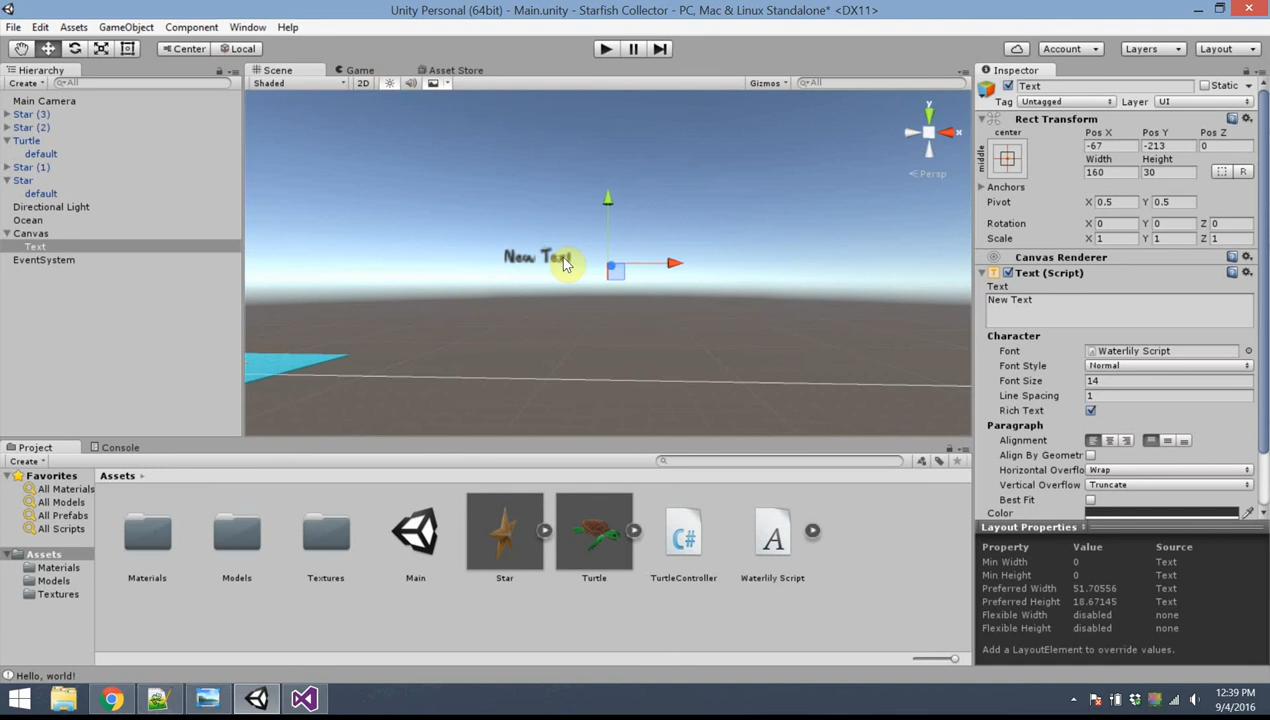 Unity Personal (64bit) - Main.unity - Starfish Collector - PC, Mac & Linux Standalone* <DX11>
File Edit Assets GameObject Component Window Help
Center Local Account Layers Layout
Hierarchy
Create All
Main Camera
Star (3)
Star (2)
Turtle
default
Star (1)
Star
default
Directional Light
Ocean
Canvas
Text
EventSystem
Scene Game Asset Store
Shaded 2D Gizmos All
y
x
Persp
New Text
Inspector
Text Static
Tag Untagged Layer UI
Rect Transform
center Pos X Pos Y Pos Z
middle -67 -213 0
Width Height
160 30 R
Anchors
Pivot X 0.5 Y 0.5
Rotation X 0 Y 0 Z 0
Scale X 1 Y 1 Z 1
Canvas Renderer
Text (Script)
Text
New Text
Character
Font Waterlily Script
Font Style Normal
Font Size 14
Line Spacing 1
Rich Text
Paragraph
Alignment
Align By Geometr
Horizontal Overflo Wrap
Vertical Overflow Truncate
Best Fit
Color
Layout Properties
Property Value Source
Min Width 0 Text
Min Height 0 Text
Preferred Width 51.70556 Text
Preferred Height 18.67145 Text
Flexible Width disabled none
Flexible Height disabled none
Add a LayoutElement to override values.
Project Console
Create
Favorites
All Materials
All Models
All Prefabs
All Scripts
Assets
Materials
Models
Textures
Assets
C#
A
Materials Models Textures Main Star Turtle TurtleController Waterlily Script
Hello, world!
12:39 PM
9/4/2016